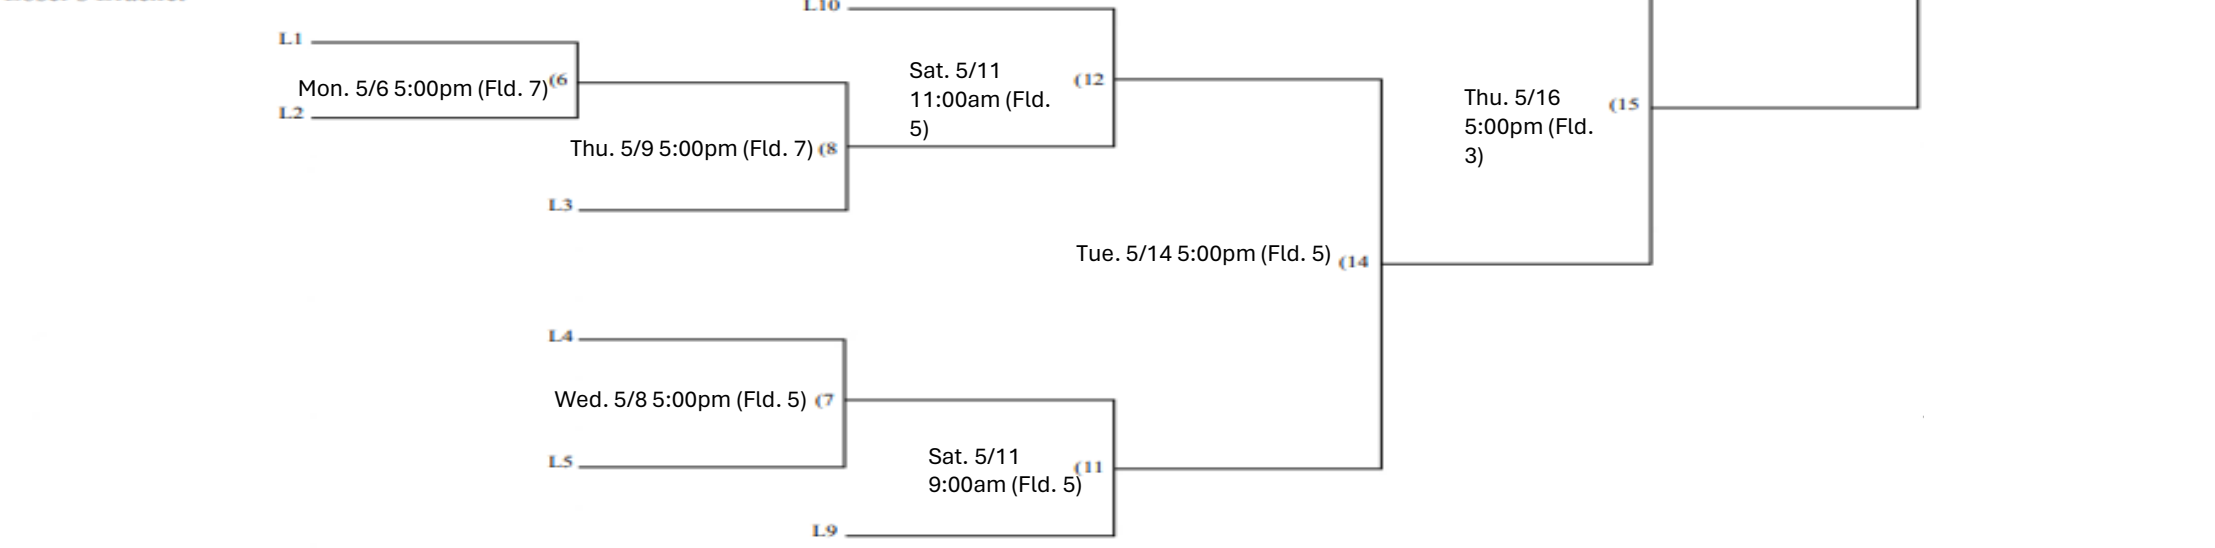 L10
L1
Mon. 5/6 5:00pm (Fld. 7)
(6
L2
Sat. 5/11
11:00am (Fld.
5)
(12
Thu. 5/16
5:00pm (Fld.
3)
(15
Thu. 5/9 5:00pm (Fld. 7)
(8
L3
Tue. 5/14 5:00pm (Fld. 5)
(14
L4
Wed. 5/8 5:00pm (Fld. 5)
(7
L5
Sat. 5/11
9:00am (Fld. 5)
(11
L9